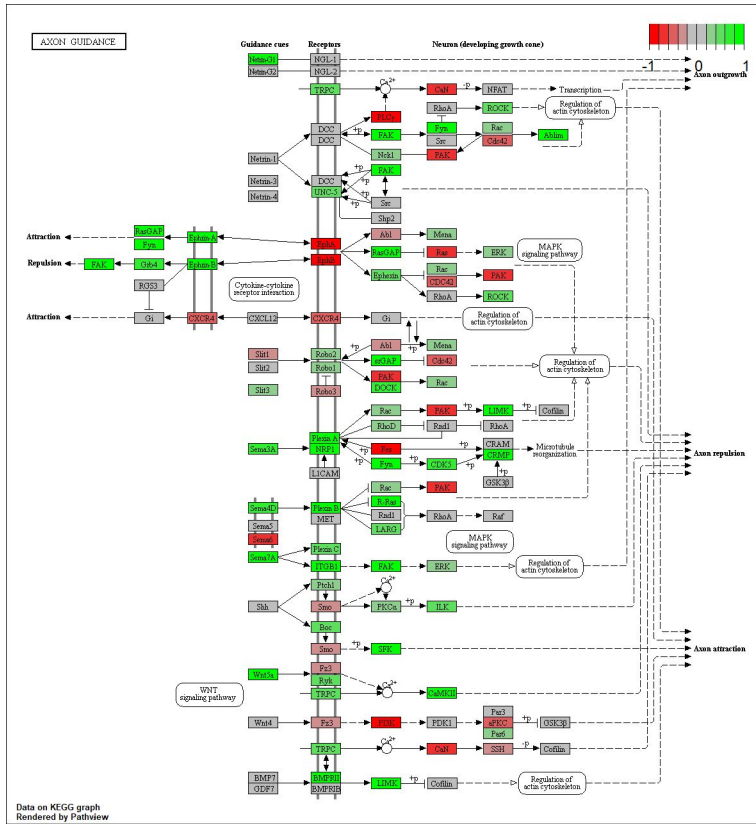 AXON GUIDANCE
Guidance cues Receptors Neuron (developing growth cone)
-1 0 1
NetrinG1 NGL-1
NetrinG2 NGL-2
Axon outgrowth
TRPC Ca2+ CaN -p NFAT Transcription
PLCγ RhoA ROCK Regulation of
actin cytoskeleton
DCC +p FAK +p Fyn Rac Ablim
DCC Src Cdc42
Netrin-1 Nck1 PAK
Netrin-3 DCC +p FAK
Netrin-4 UNC-5 +p Src
+p Shp2
Attraction RasGAP Ephrin-A EphA Abl Mena
Fyn
Repulsion FAK Grb4 Ephrin-B EphB RasGAP Ras ERK MAPK
signaling pathway
RGS3 Cytokine-cytokine
receptor interaction
Ephexin Rac PAK
CDC42
RhoA ROCK
Attraction Gi CXCR4 CXCL12 CXCR4 Gi Regulation of
actin cytoskeleton
Slit1 Robo2 +p Abl +p Mena
Slit2 Robo1 srGAP Cdc42 Regulation of
actin cytoskeleton
Slit3 Robo3 PAK Rac
DOCK
Rac PAK +p LIMK +p Cofilin
Plexin A RhoD Rnd1 RhoA
Sema3A NRP1 Fes +p CRAM Microtubule
reorganization
Axon repulsion
L1CAM +p Fyn CDK5 +p CRMP
+p
GSK3β
Sema4D Plexin B Rac PAK
Sema5 MET R-Ras
Sema6 Rnd1 RhoA Raf
LARG
Sema7A Plexin C MAPK
signaling pathway
ITGB1 FAK ERK Regulation of
actin cytoskeleton
Ptch1 Ca2+
Shh Smo PKCα +p ILK
Boc
Smo +p SFK Axon attraction
Wnt5a Fz3
Ryk Ca2+
WNT
signaling pathway
TRPC CaMKII
Par3
Wnt4 Fz3 PI3K PDK1 aPKC +p GSK3β
Par6
TRPC Ca2+ CaN SSH -p Cofilin
BMP7 BMPRII LIMK +p Cofilin Regulation of
actin cytoskeleton
GDF7 BMPRIB
Data on KEGG graph
Rendered by Pathview